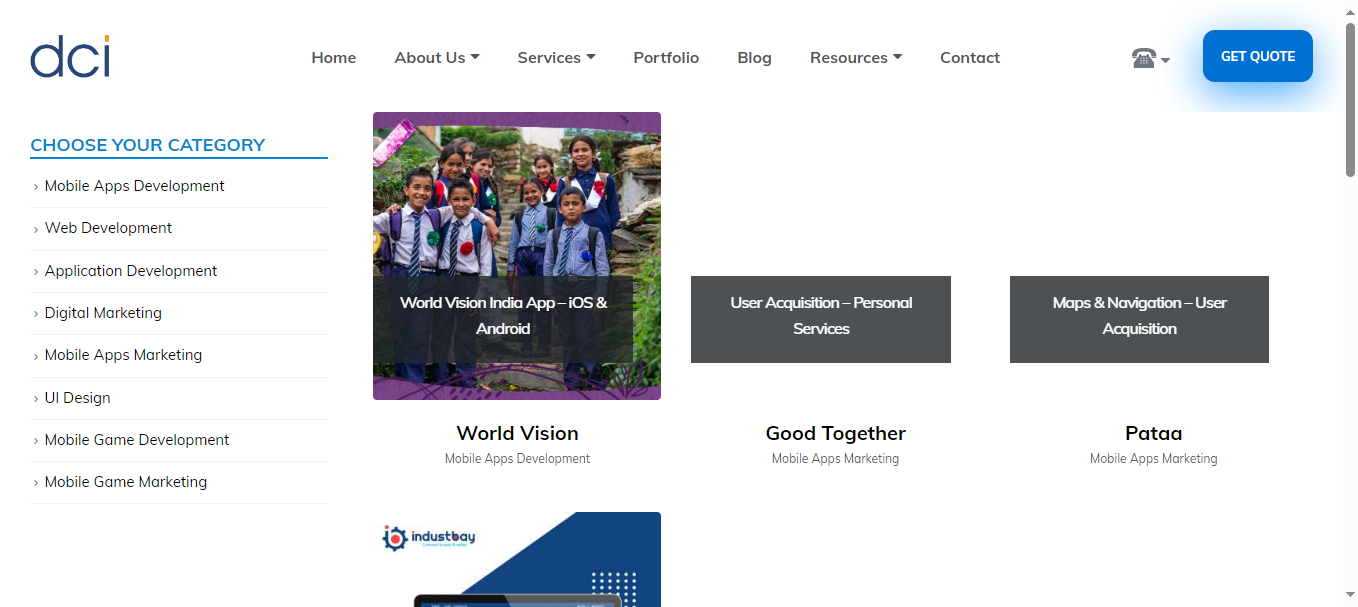 dci
Home
About Us
Services
Portfolio
Blog
Resources
Contact
GET QUOTE
CHOOSE YOUR CATEGORY
Mobile Apps Development
Web Development
Application Development
Digital Marketing
Mobile Apps Marketing
UI Design
Mobile Game Development
Mobile Game Marketing
World Vision India App – iOS &
Android
World Vision
Mobile Apps Development
User Acquisition – Personal
Services
Good Together
Mobile Apps Marketing
Maps & Navigation – User
Acquisition
Pataa
Mobile Apps Marketing
industbay